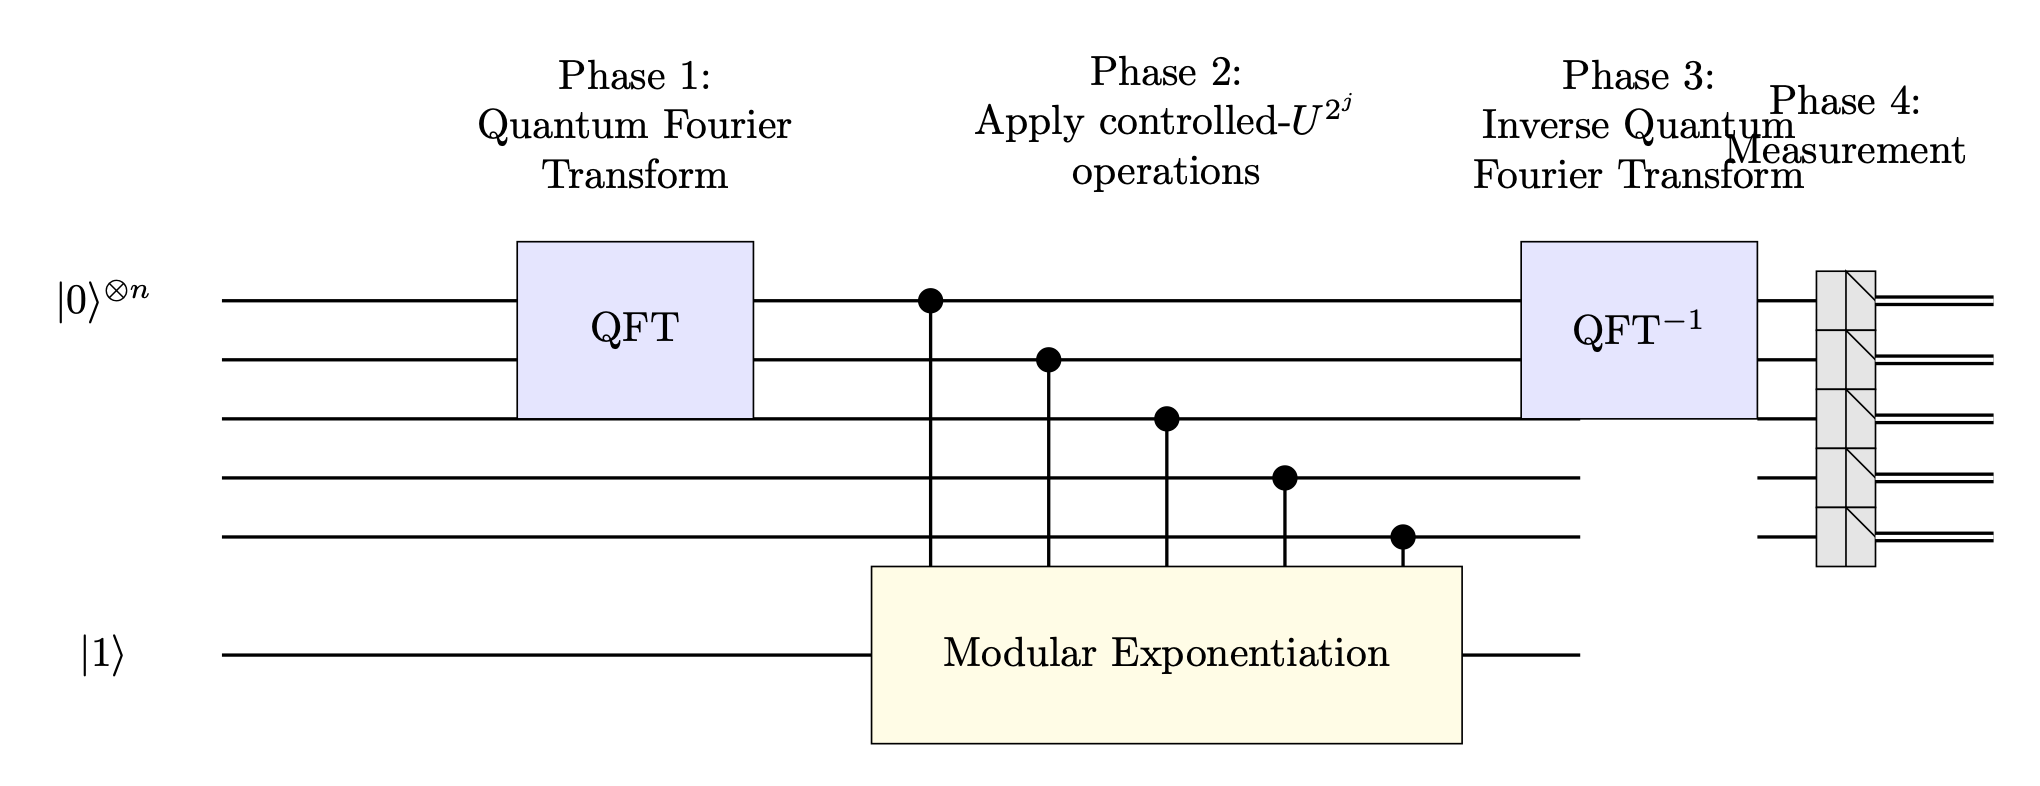 Phase 1:
Quantum Fourier
Transform
Phase 2:
Apply controlled-$U^{2^j}$
operations
Phase 3:
Inverse Quantum
Fourier Transform
Phase 4:
Measurement
$|0\rangle^{\otimes n}$
QFT
QFT$^{-1}$
$|1\rangle$
Modular Exponentiation